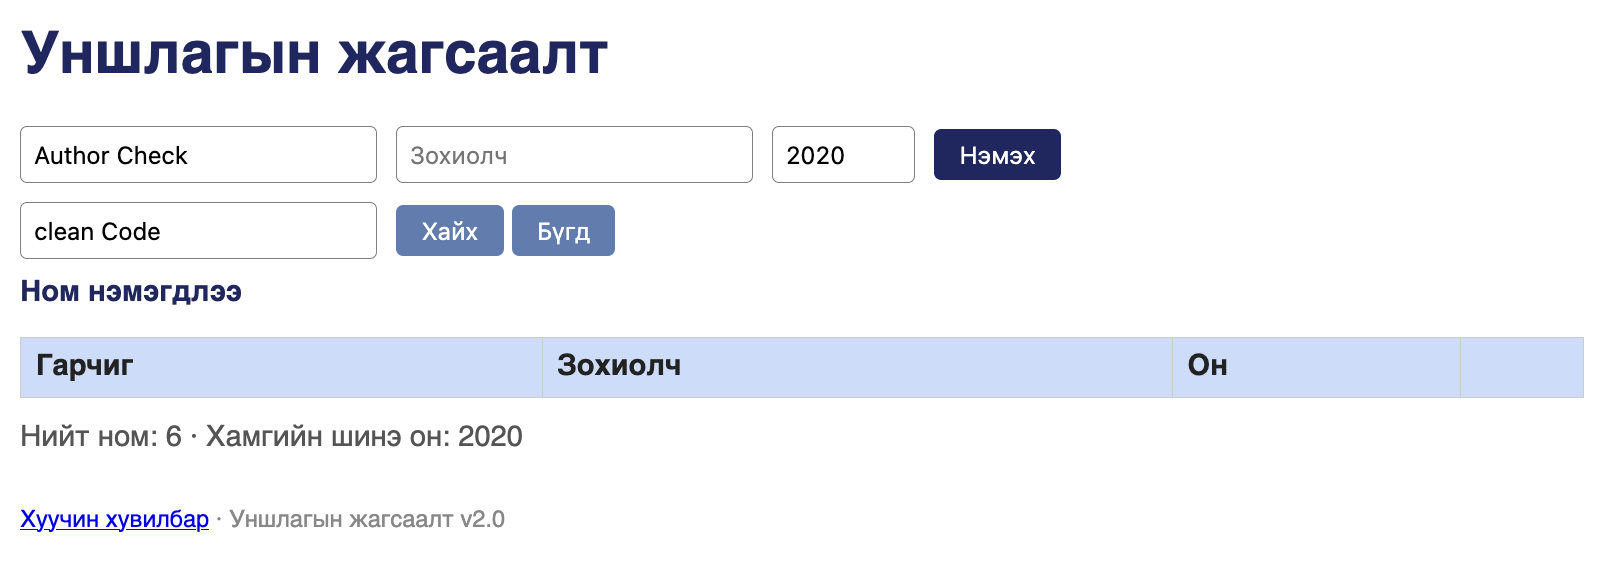 Уншлагын жагсаалт
Author Check Зохиолч 2020 Нэмэх
clean Code Хайх Бүгд
Ном нэмэгдлээ
Гарчиг Зохиолч Он
Нийт ном: 6 · Хамгийн шинэ он: 2020
Хуучин хувилбар · Уншлагын жагсаалт v2.0